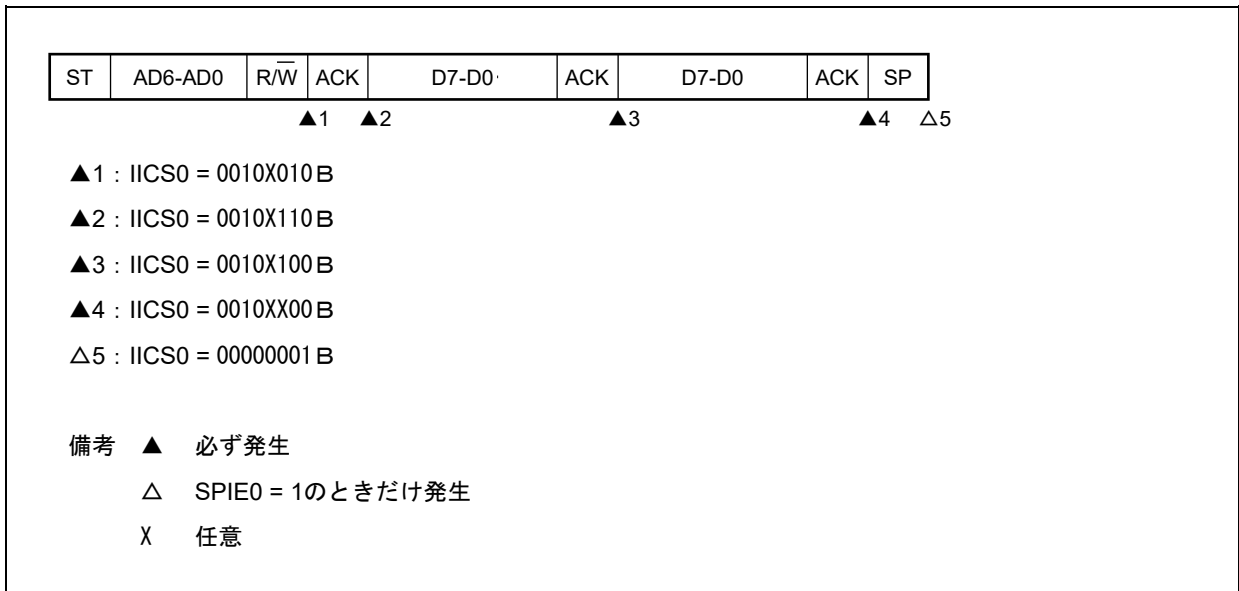 ST AD6-AD0 R/W̅ ACK D7-D0 ACK D7-D0 ACK SP
▲1 ▲2 ▲3 ▲4 △5
▲1：IICS0 = 0010X010B
▲2：IICS0 = 0010X110B
▲3：IICS0 = 0010X100B
▲4：IICS0 = 0010XX00B
△5：IICS0 = 00000001B
備考 ▲ 必ず発生
△ SPIE0 = 1のときだけ発生
X 任意